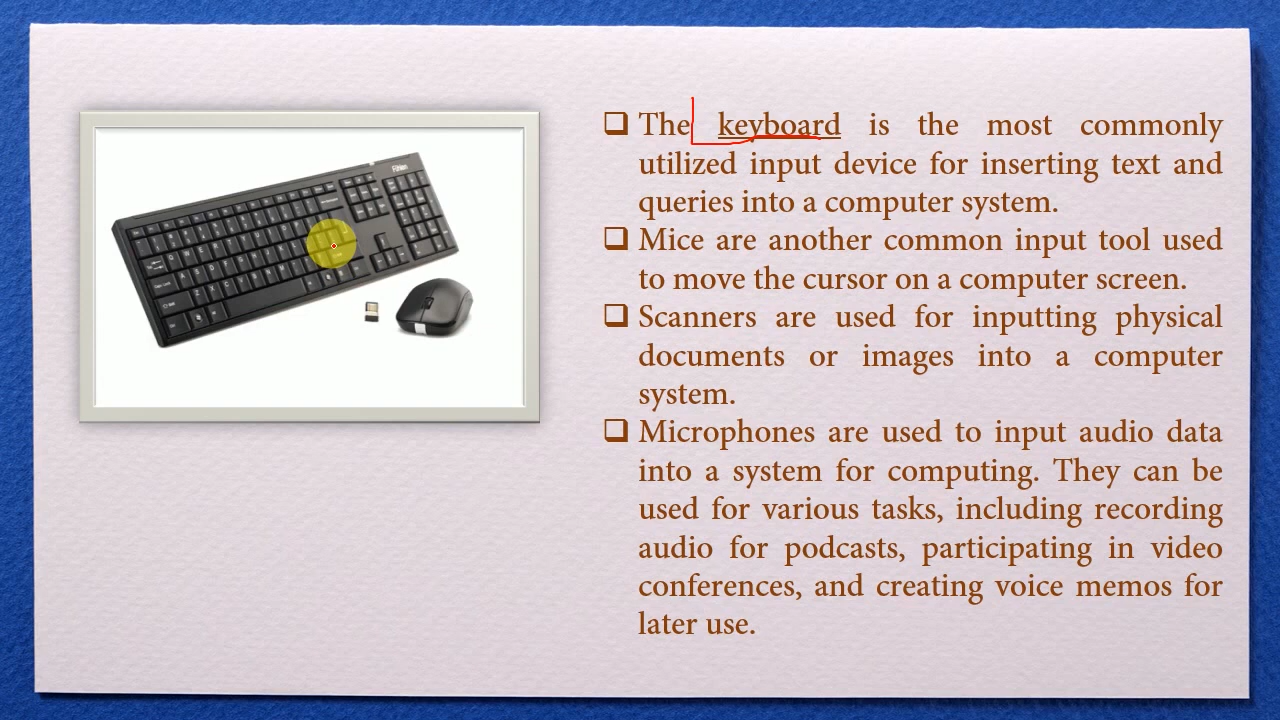 The keyboard is the most commonly
utilized input device for inserting text and
queries into a computer system.
Mice are another common input tool used
to move the cursor on a computer screen.
Scanners are used for inputting physical
documents or images into a computer
system.
Microphones are used to input audio data
into a system for computing. They can be
used for various tasks, including recording
audio for podcasts, participating in video
conferences, and creating voice memos for
later use.